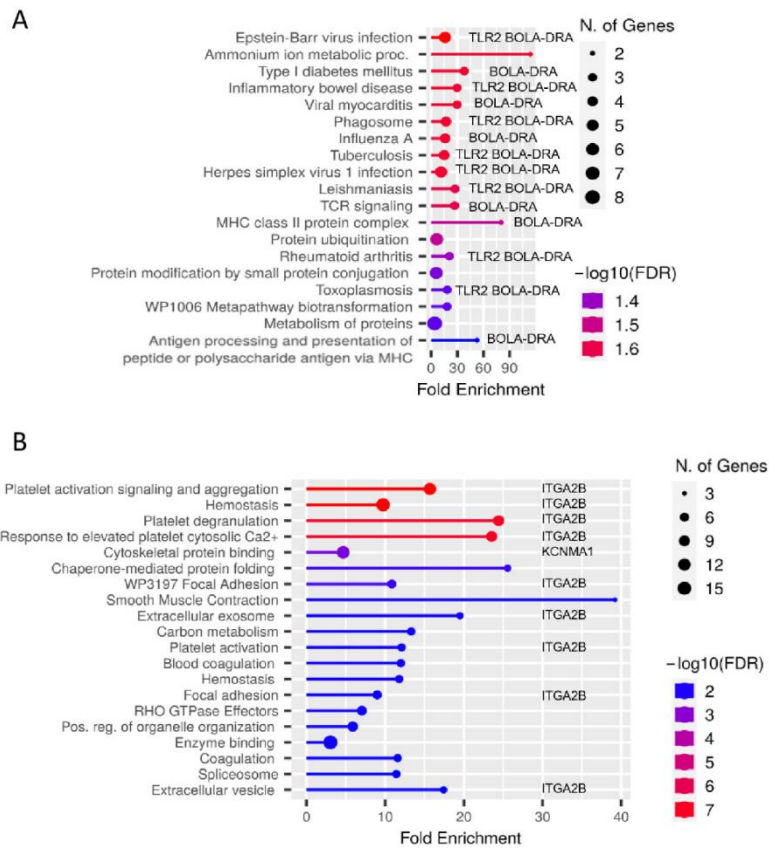 A
Epstein-Barr virus infection TLR2 BOLA-DRA
Ammonium ion metabolic proc.
Type I diabetes mellitus BOLA-DRA
Inflammatory bowel disease TLR2 BOLA-DRA
Viral myocarditis BOLA-DRA
Phagosome TLR2 BOLA-DRA
Influenza A BOLA-DRA
Tuberculosis TLR2 BOLA-DRA
Herpes simplex virus 1 infection TLR2 BOLA-DRA
Leishmaniasis TLR2 BOLA-DRA
TCR signaling BOLA-DRA
MHC class II protein complex BOLA-DRA
Protein ubiquitination
Rheumatoid arthritis TLR2 BOLA-DRA
Protein modification by small protein conjugation
Toxoplasmosis TLR2 BOLA-DRA
WP1006 Metapathway biotransformation
Metabolism of proteins
Antigen processing and presentation of BOLA-DRA
peptide or polysaccharide antigen via MHC
0 30 60 90
Fold Enrichment
N. of Genes
2
3
4
5
6
7
8
−log10(FDR)
1.4
1.5
1.6
B
Platelet activation signaling and aggregation ITGA2B
Hemostasis ITGA2B
Platelet degranulation ITGA2B
Response to elevated platelet cytosolic Ca2+ ITGA2B
Cytoskeletal protein binding KCNMA1
Chaperone-mediated protein folding
WP3197 Focal Adhesion ITGA2B
Smooth Muscle Contraction
Extracellular exosome ITGA2B
Carbon metabolism
Platelet activation ITGA2B
Blood coagulation
Hemostasis
Focal adhesion ITGA2B
RHO GTPase Effectors
Pos. reg. of organelle organization
Enzyme binding
Coagulation
Spliceosome
Extracellular vesicle ITGA2B
0 10 20 30 40
Fold Enrichment
N. of Genes
3
6
9
12
15
−log10(FDR)
2
3
4
5
6
7